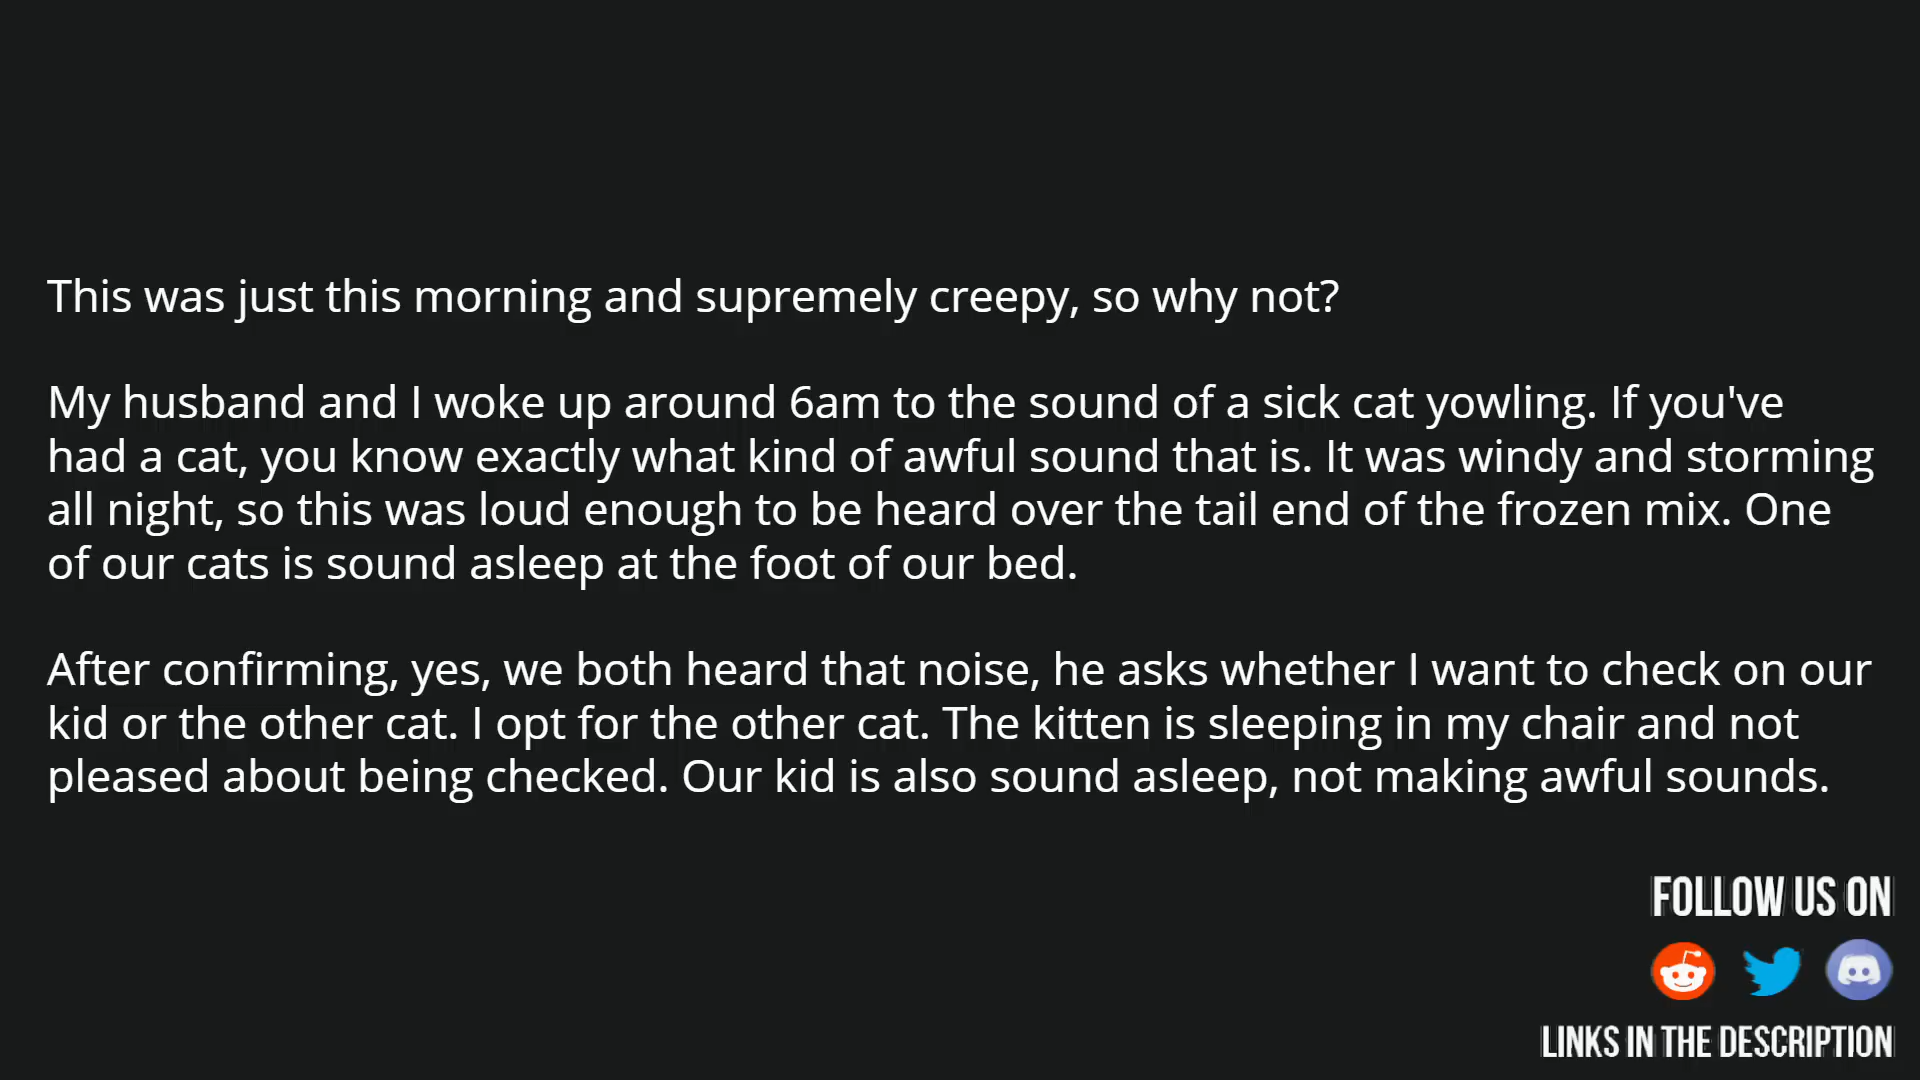 This was just this morning and supremely creepy, so why not?
My husband and I woke up around 6am to the sound of a sick cat yowling. If you've
had a cat, you know exactly what kind of awful sound that is. It was windy and storming
all night, so this was loud enough to be heard over the tail end of the frozen mix. One
of our cats is sound asleep at the foot of our bed.
After confirming, yes, we both heard that noise, he asks whether I want to check on our
kid or the other cat. I opt for the other cat. The kitten is sleeping in my chair and not
pleased about being checked. Our kid is also sound asleep, not making awful sounds.
FOLLOW US ON
LINKS IN THE DESCRIPTION